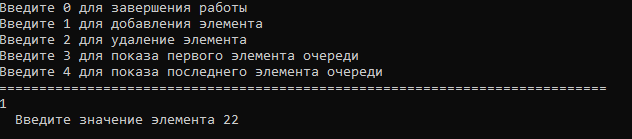 Введите 0 для завершения работы
Введите 1 для добавления элемента
Введите 2 для удаление элемента
Введите 3 для показа первого элемента очереди
Введите 4 для показа последнего элемента очереди
============================================================================
1
Введите значение элемента 22